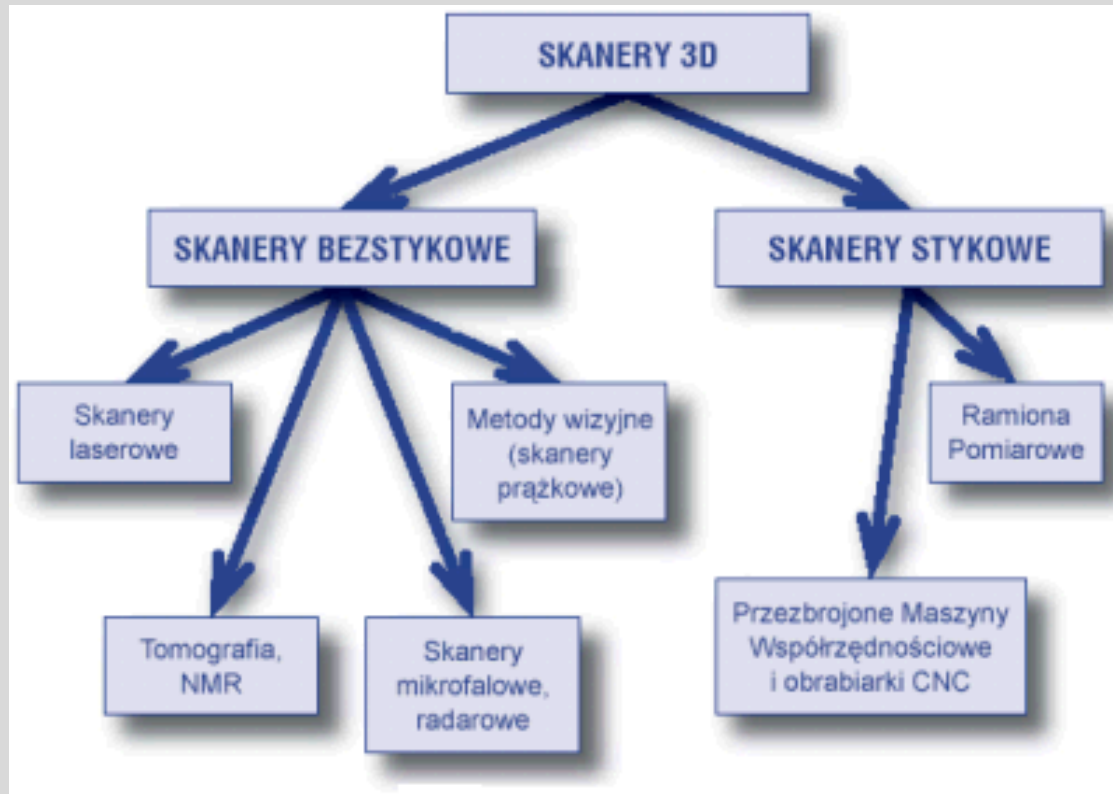 SKANERY 3D
SKANERY BEZSTYKOWE
SKANERY STYKOWE
Skanery
laserowe
Metody wizyjne
(skanery
prążkowe)
Ramiona
Pomiarowe
Tomografia,
NMR
Skanery
mikrofalowe,
radarowe
Przezbrojone Maszyny
Współrzędnościowe
i obrabiarki CNC